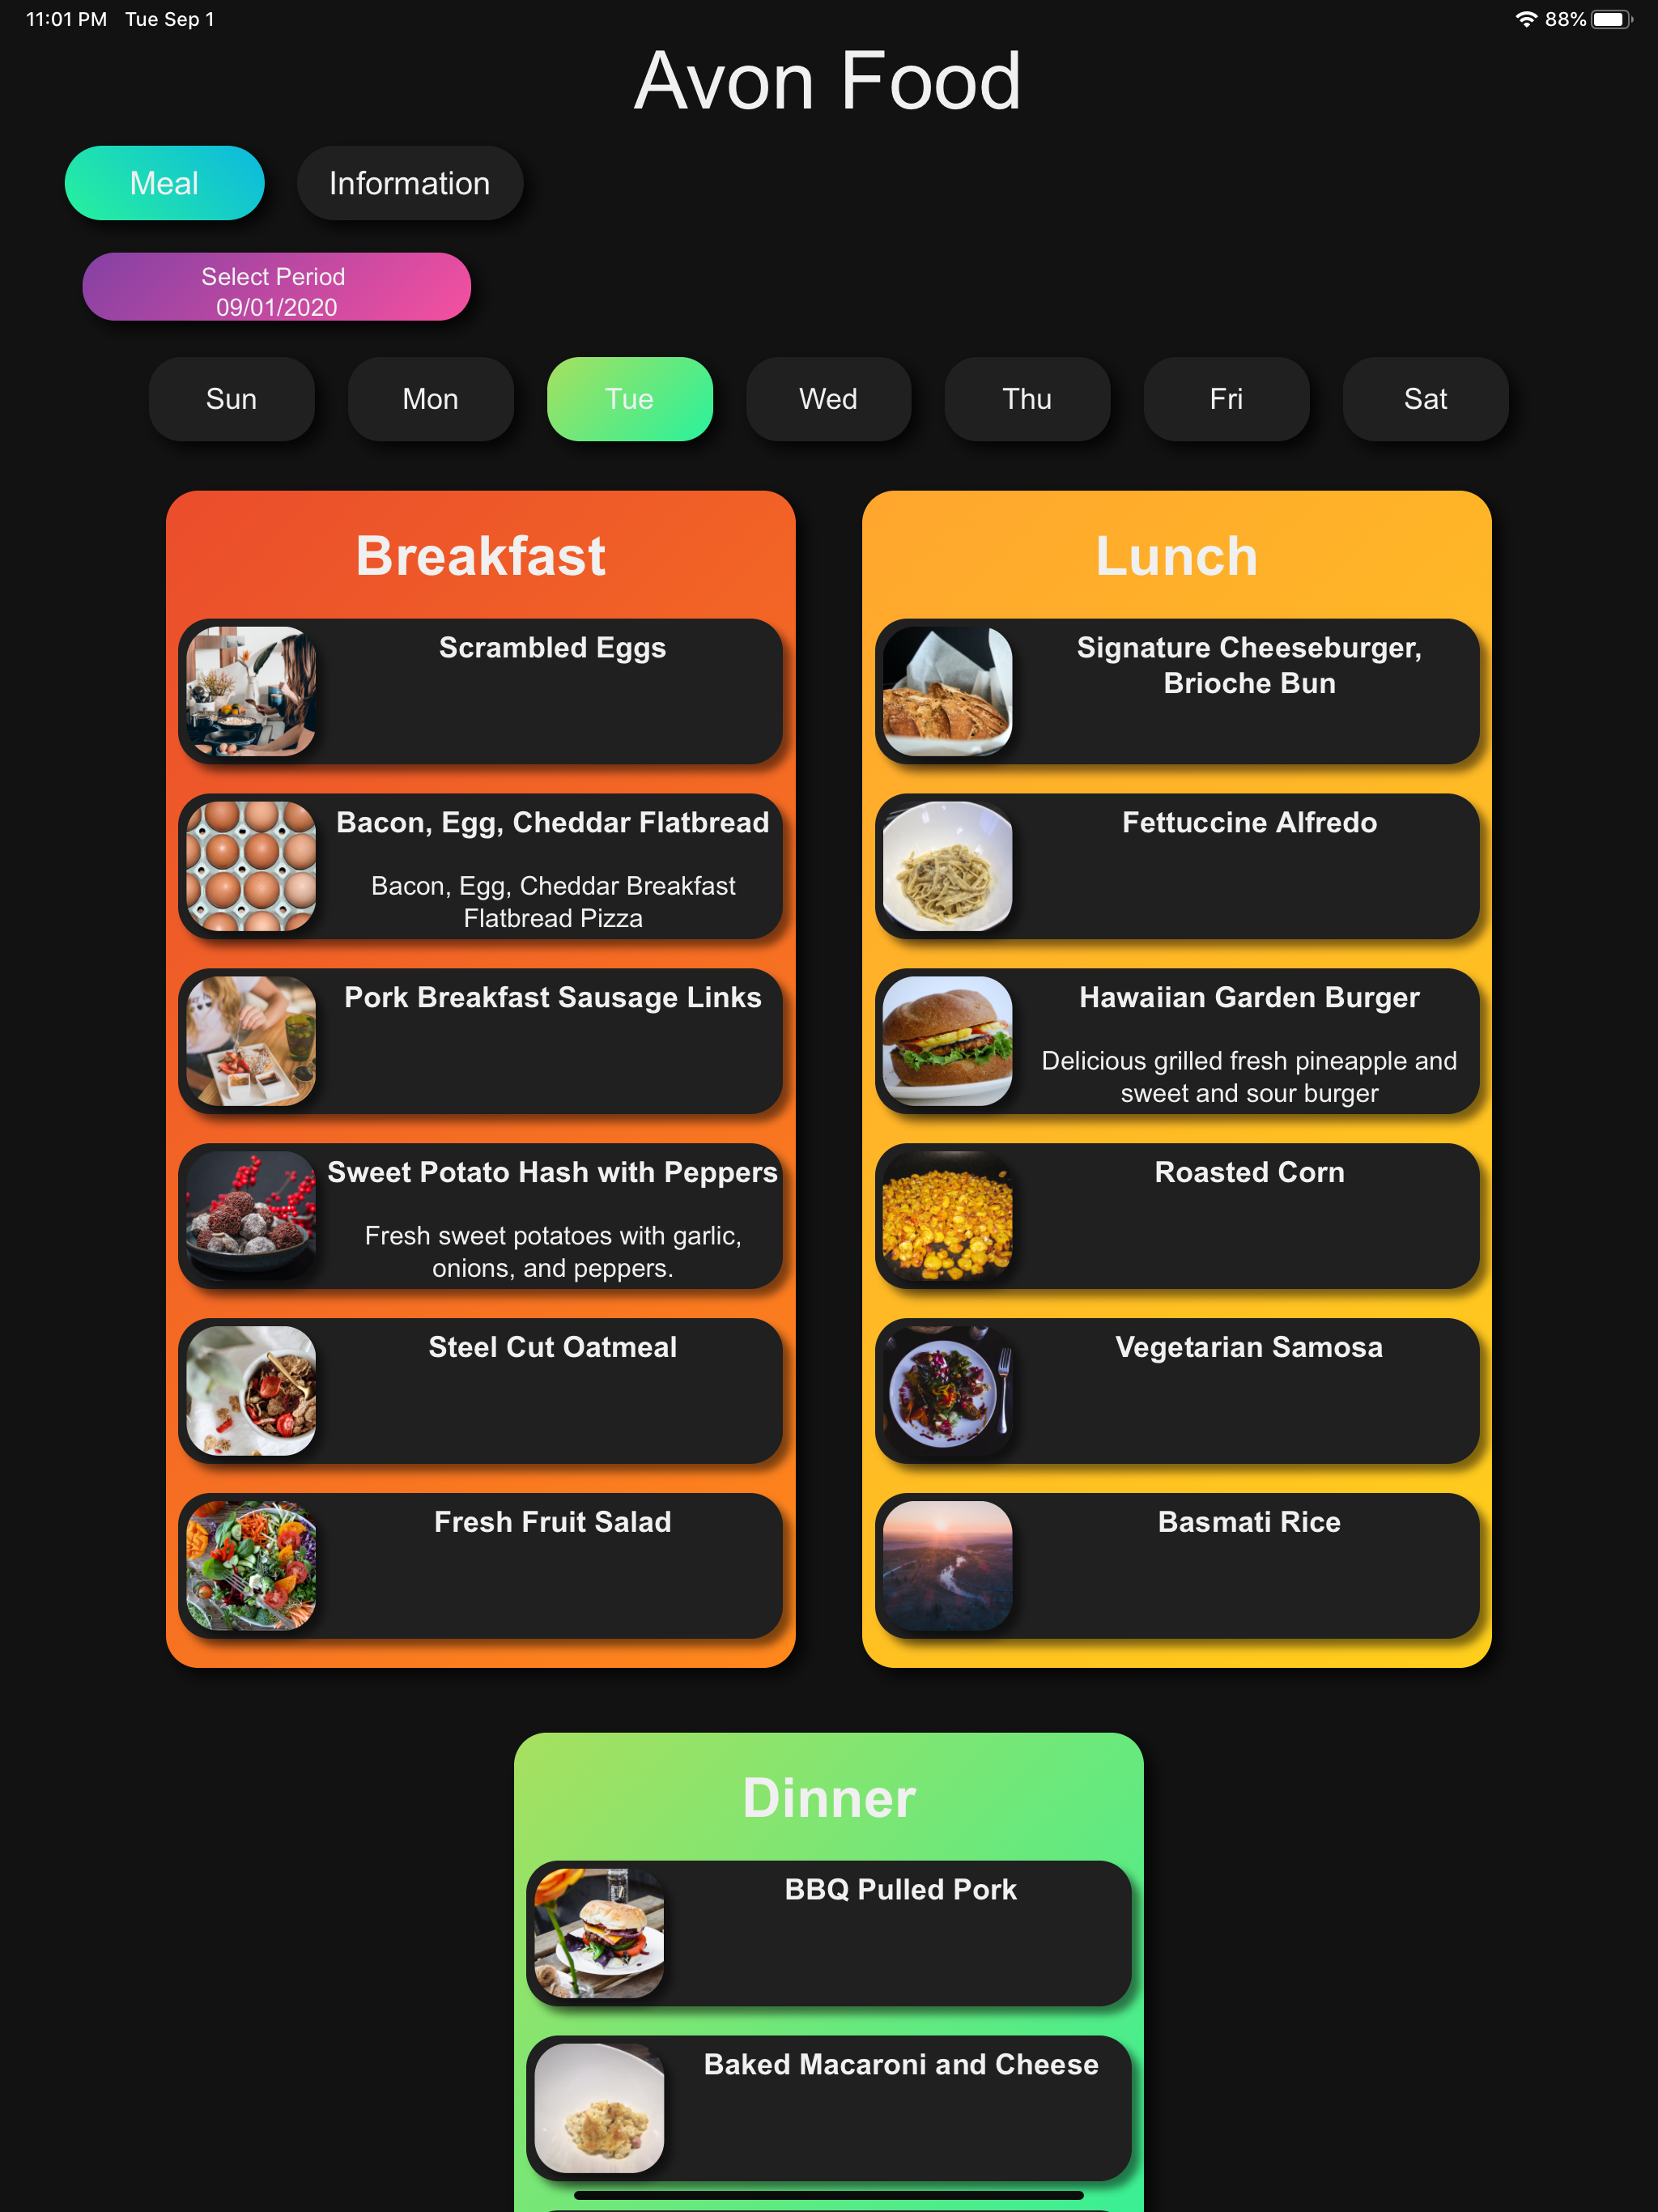 11:01 PM Tue Sep 1
88%
Avon Food
Meal
Information
Select Period
09/01/2020
Sun
Mon
Tue
Wed
Thu
Fri
Sat
Breakfast
Scrambled Eggs
Bacon, Egg, Cheddar Flatbread
Bacon, Egg, Cheddar Breakfast
Flatbread Pizza
Pork Breakfast Sausage Links
Sweet Potato Hash with Peppers
Fresh sweet potatoes with garlic,
onions, and peppers.
Steel Cut Oatmeal
Fresh Fruit Salad
Lunch
Signature Cheeseburger,
Brioche Bun
Fettuccine Alfredo
Hawaiian Garden Burger
Delicious grilled fresh pineapple and
sweet and sour burger
Roasted Corn
Vegetarian Samosa
Basmati Rice
Dinner
BBQ Pulled Pork
Baked Macaroni and Cheese